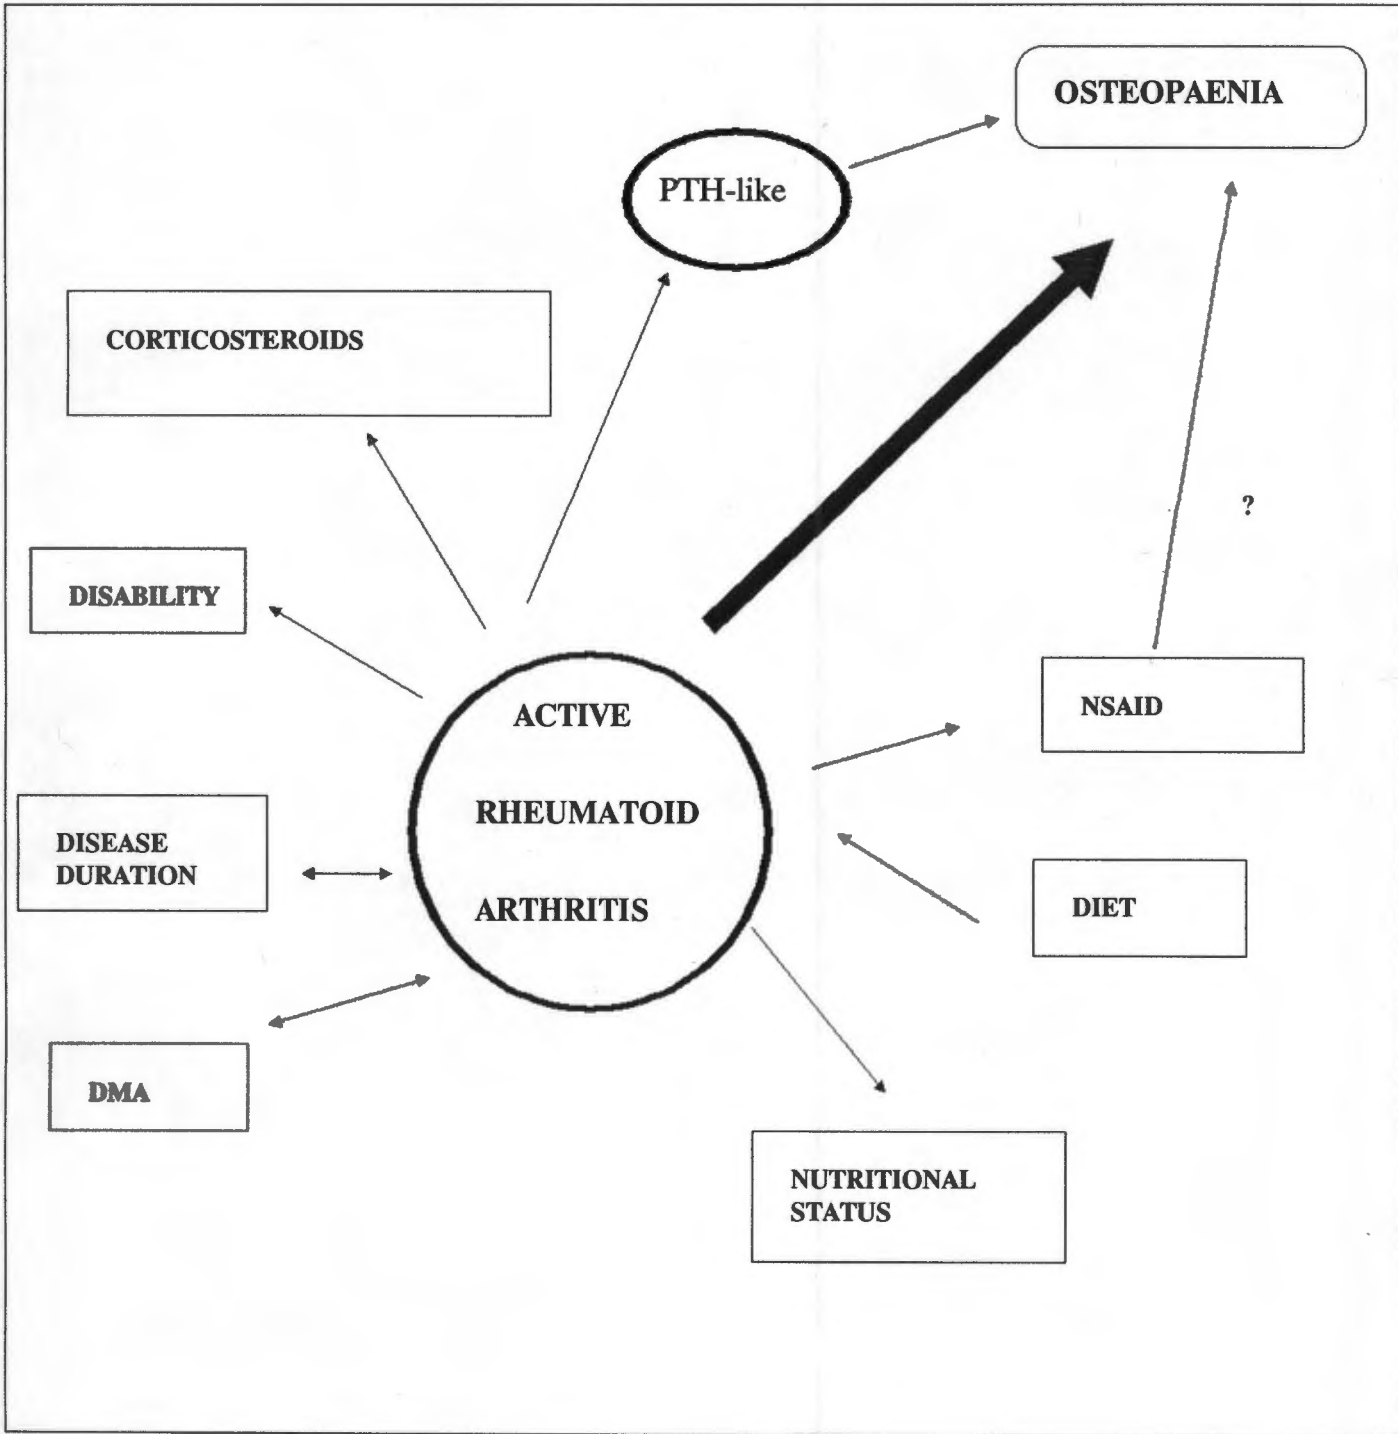 OSTEOPAENIA
PTH-like
CORTICOSTEROIDS
?
DISABILITY
NSAID
ACTIVE
RHEUMATOID
ARTHRITIS
DISEASE
DURATION
DIET
DMA
NUTRITIONAL
STATUS